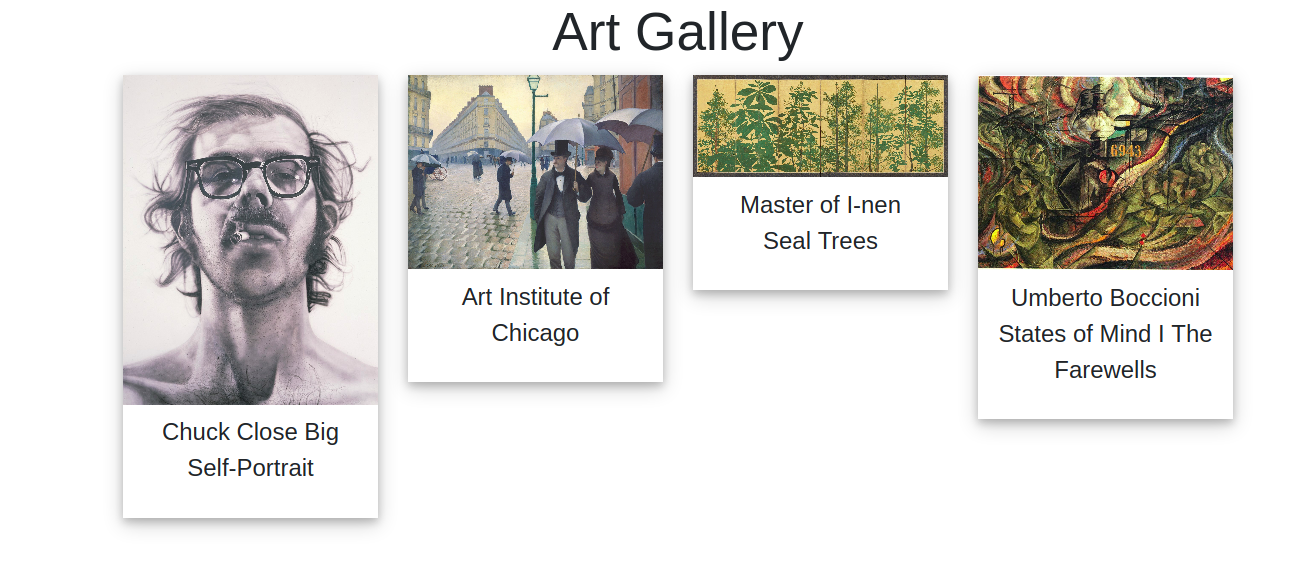 Art Gallery
Chuck Close Big
Self-Portrait
Art Institute of
Chicago
Master of I-nen
Seal Trees
6943
Umberto Boccioni
States of Mind I The
Farewells